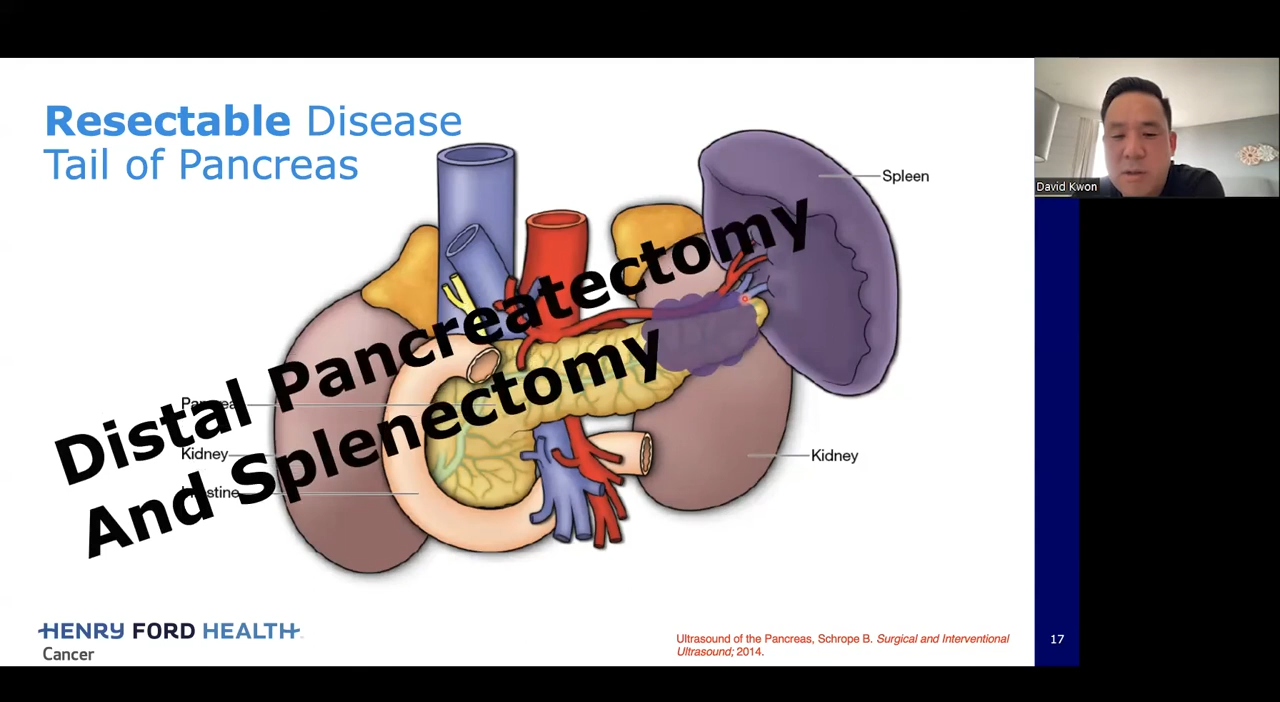 Resectable Disease
Tail of Pancreas
Spleen
David Kwon
Distal Pancreatectomy
And Splenectomy
Pancreas
Kidney
Intestine
Kidney
HENRY FORD HEALTH
Cancer
Ultrasound of the Pancreas, Schrope B. Surgical and Interventional
Ultrasound; 2014.
17